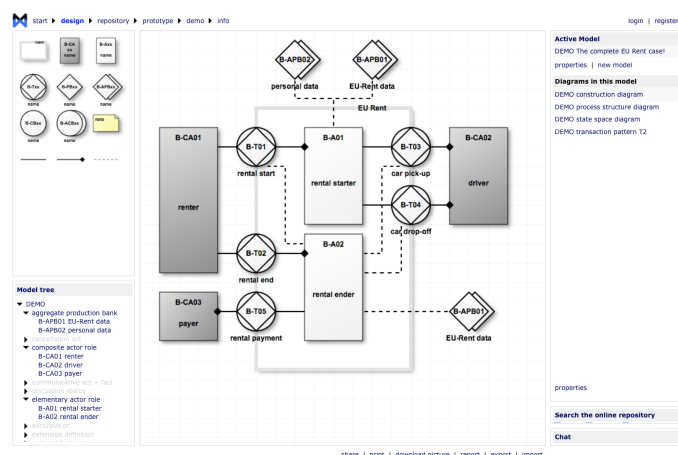 start design repository prototype demo info login | register
name
B-CA
xx
name
B-Axx
name
B-Txx
name
B-PBxx
name
B-APBxx
name
B-CBxx
name
B-ACBxx
name
note
Model tree
DEMO
aggregate production bank
B-APB01 EU-Rent data
B-APB02 personal data
cancellation act
composite actor role
B-CA01 renter
B-CA02 driver
B-CA03 payer
communicative act + fact
discussion status
elementary actor role
B-A01 rental starter
B-A02 rental ender
exclusive or
extension definition
B-APB02
personal data
B-APB01
EU-Rent data
EU Rent
B-CA01
renter
B-T01
rental start
B-A01
rental starter
B-T03
car pick-up
B-CA02
driver
B-T04
car drop-off
B-A02
rental ender
B-T02
rental end
B-CA03
payer
B-T05
rental payment
B-APB01
EU-Rent data
Active Model
DEMO The complete EU Rent case!
properties | new model
Diagrams in this model
DEMO construction diagram
DEMO process structure diagram
DEMO state space diagram
DEMO transaction pattern T2
properties
Search the online repository
Chat
share | print | download picture | report | export | import